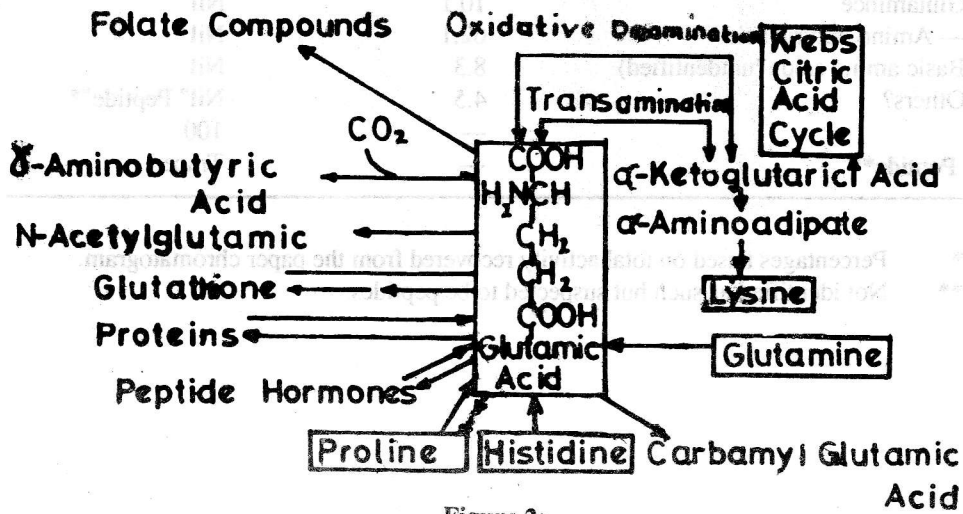 Folate Compounds
Oxidative Deamination
Krebs
Citric
Acid
Cycle
Transamination
CO2
COOH
H2NCH
CH2
CH2
COOH
Glutamic
Acid
γ-Aminobutyric
Acid
N-Acetylglutamic
Glutathione
Proteins
Peptide Hormones
α-Ketoglutarict Acid
α-Aminoadipate
Lysine
Glutamine
Proline
Histidine
Carbamyl Glutamic
Acid